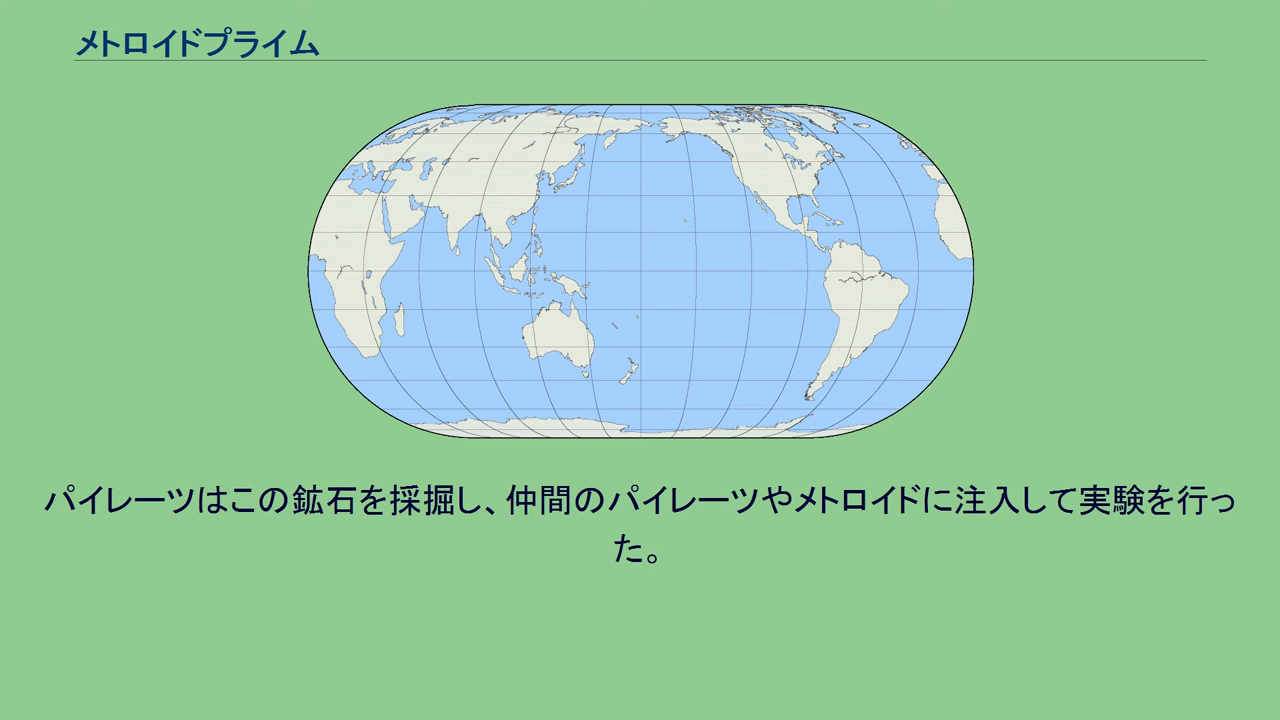 メトロイドプライム
パイレーツはこの鉱石を採掘し、仲間のパイレーツやメトロイドに注入して実験を行っ
た。